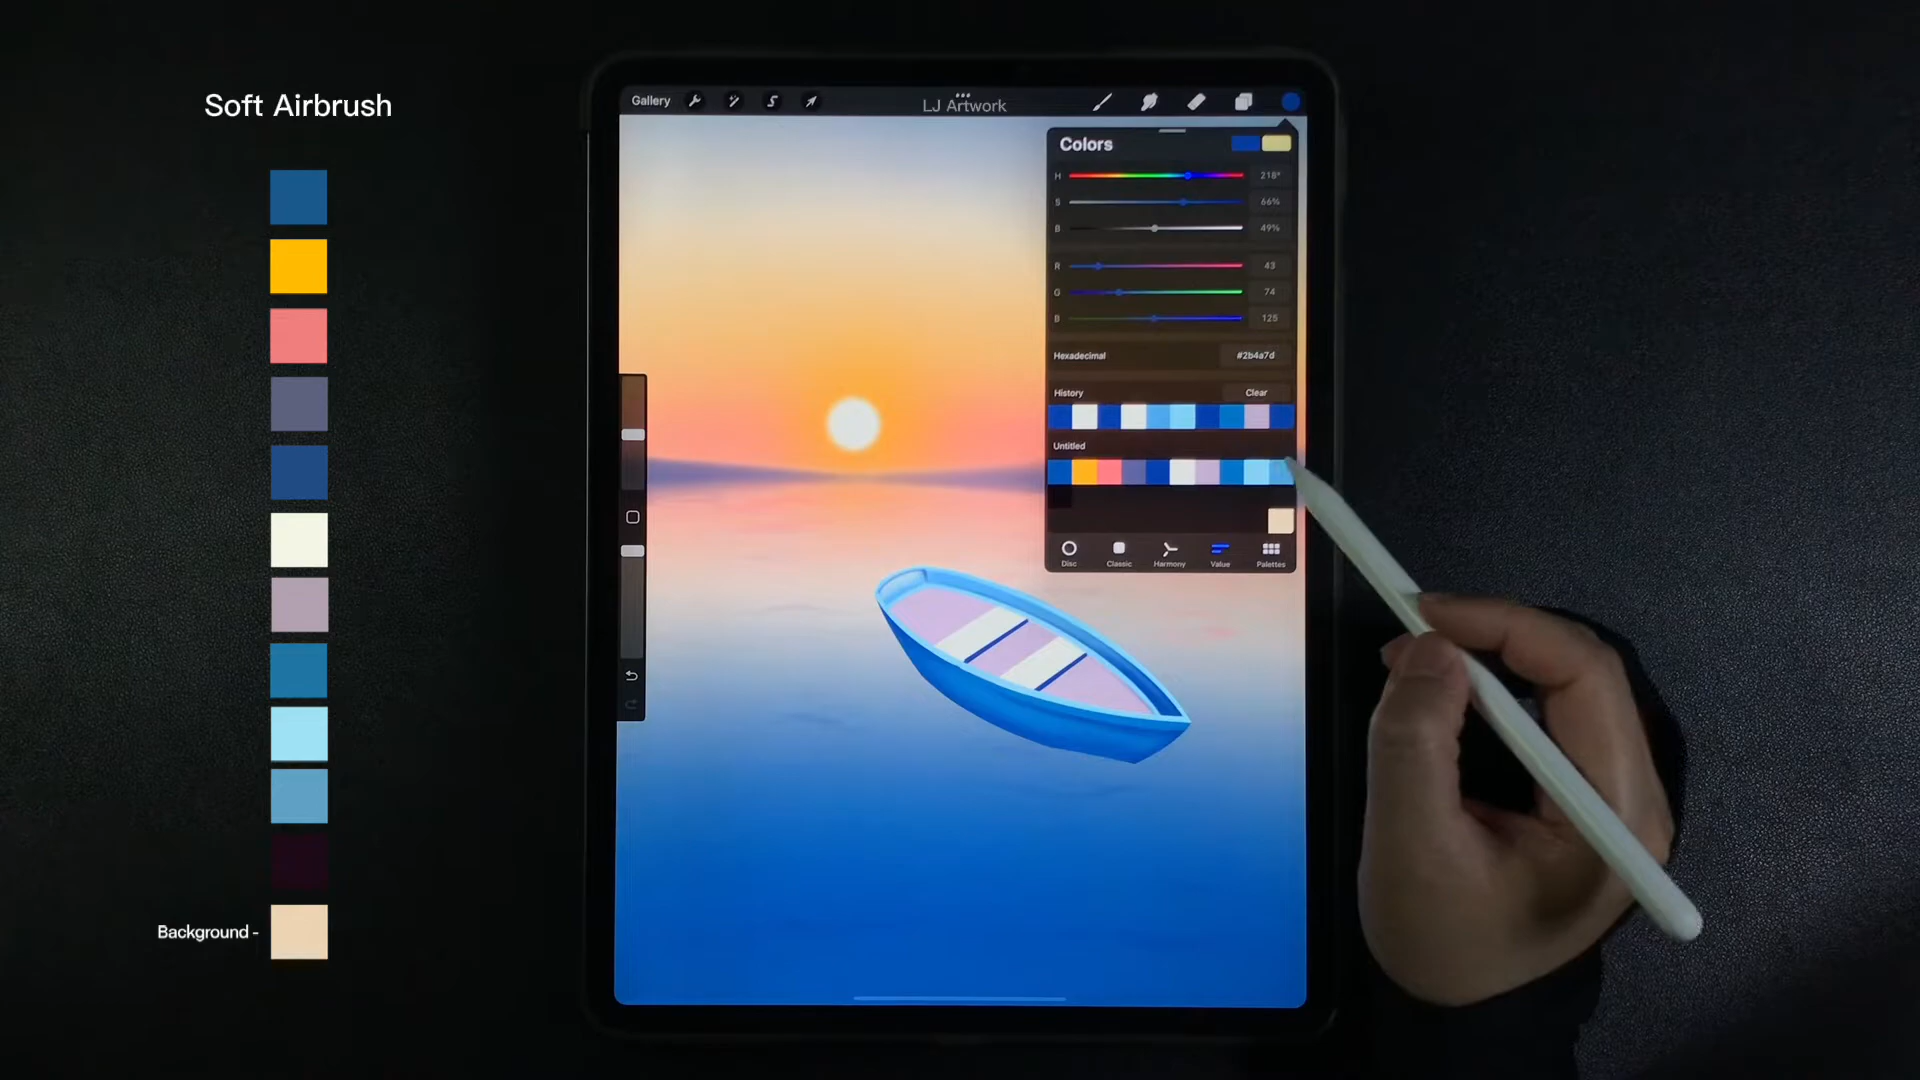 Soft Airbrush
Background -
Gallery
LJ Artwork
Colors
H 218°
S 66%
B 49%
R 43
G 74
B 125
Hexadecimal #2b4a7d
History Clear
Untitled
Disc Classic Harmony Value Palettes